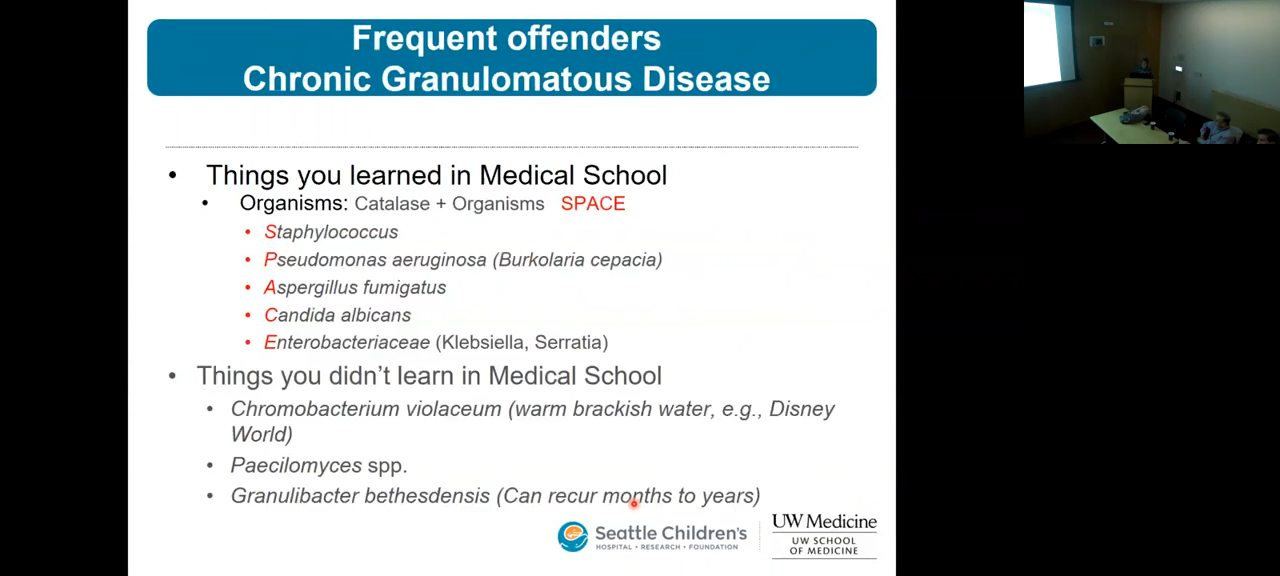 Frequent offenders
Chronic Granulomatous Disease
• Things you learned in Medical School
• Organisms: Catalase + Organisms SPACE
• Staphylococcus
• Pseudomonas aeruginosa (Burkolaria cepacia)
• Aspergillus fumigatus
• Candida albicans
• Enterobacteriaceae (Klebsiella, Serratia)
• Things you didn't learn in Medical School
• Chromobacterium violaceum (warm brackish water, e.g., Disney
World)
• Paecilomyces spp.
• Granulibacter bethesdensis (Can recur months to years)
Seattle Children's
HOSPITAL • RESEARCH • FOUNDATION
UW Medicine
UW SCHOOL
OF MEDICINE